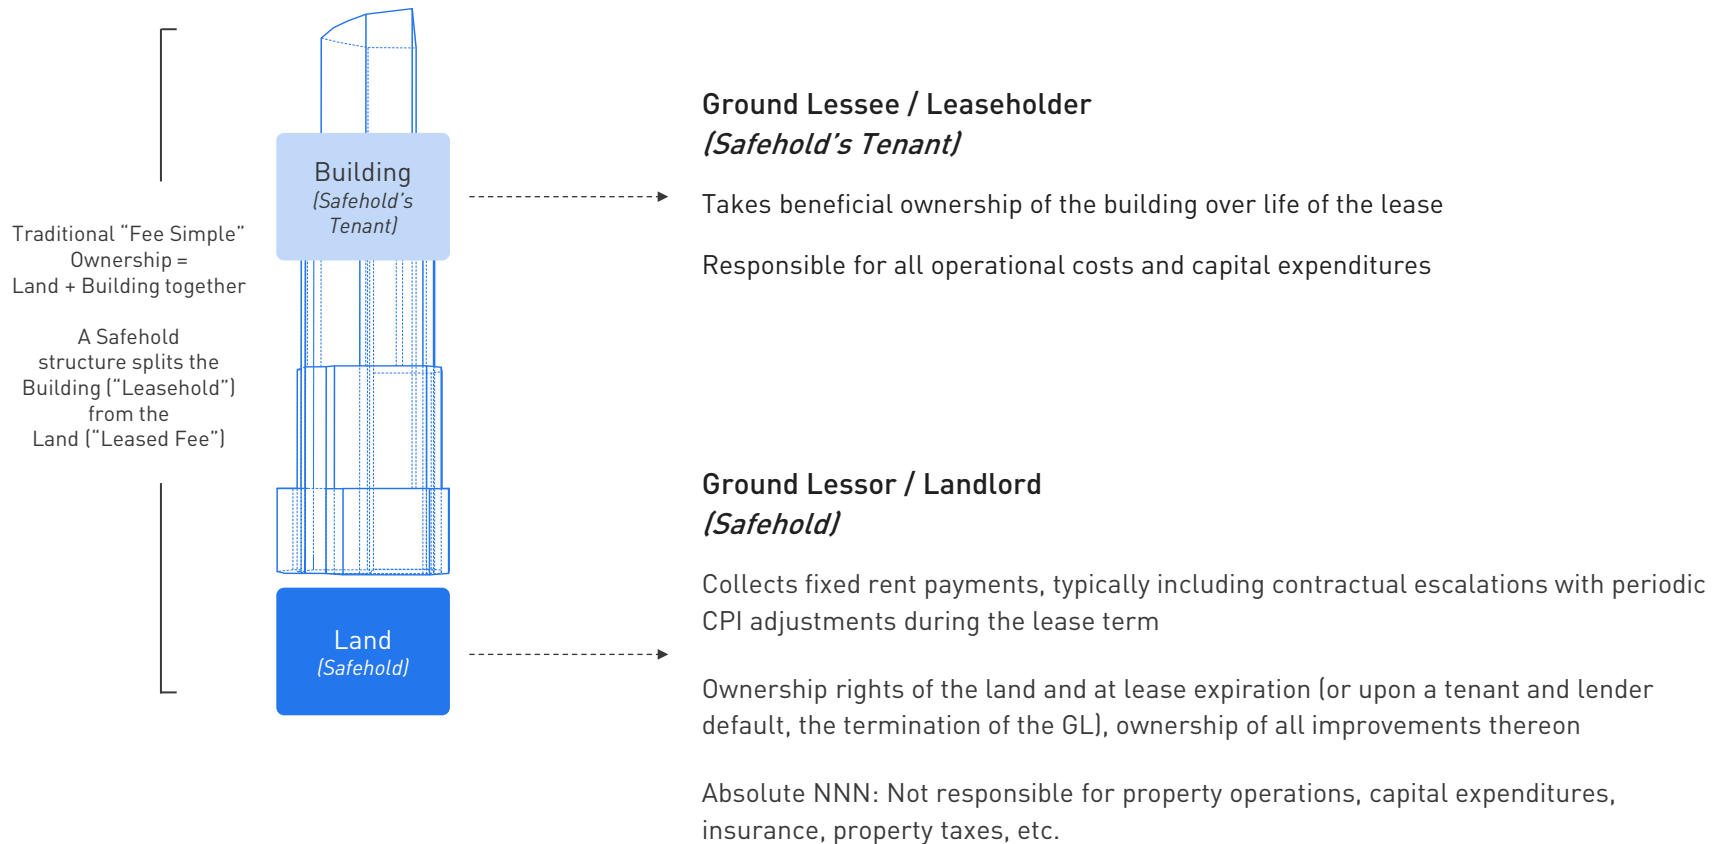 Traditional “Fee Simple”
Ownership =
Land + Building together
A Safehold
structure splits the
Building (“Leasehold”)
from the
Land (“Leased Fee”)
Building
(Safehold’s
Tenant)
Land
(Safehold)
Ground Lessee / Leaseholder
(Safehold’s Tenant)
Takes beneficial ownership of the building over life of the lease
Responsible for all operational costs and capital expenditures
Ground Lessor / Landlord
(Safehold)
Collects fixed rent payments, typically including contractual escalations with periodic
CPI adjustments during the lease term
Ownership rights of the land and at lease expiration (or upon a tenant and lender
default, the termination of the GL), ownership of all improvements thereon
Absolute NNN: Not responsible for property operations, capital expenditures,
insurance, property taxes, etc.